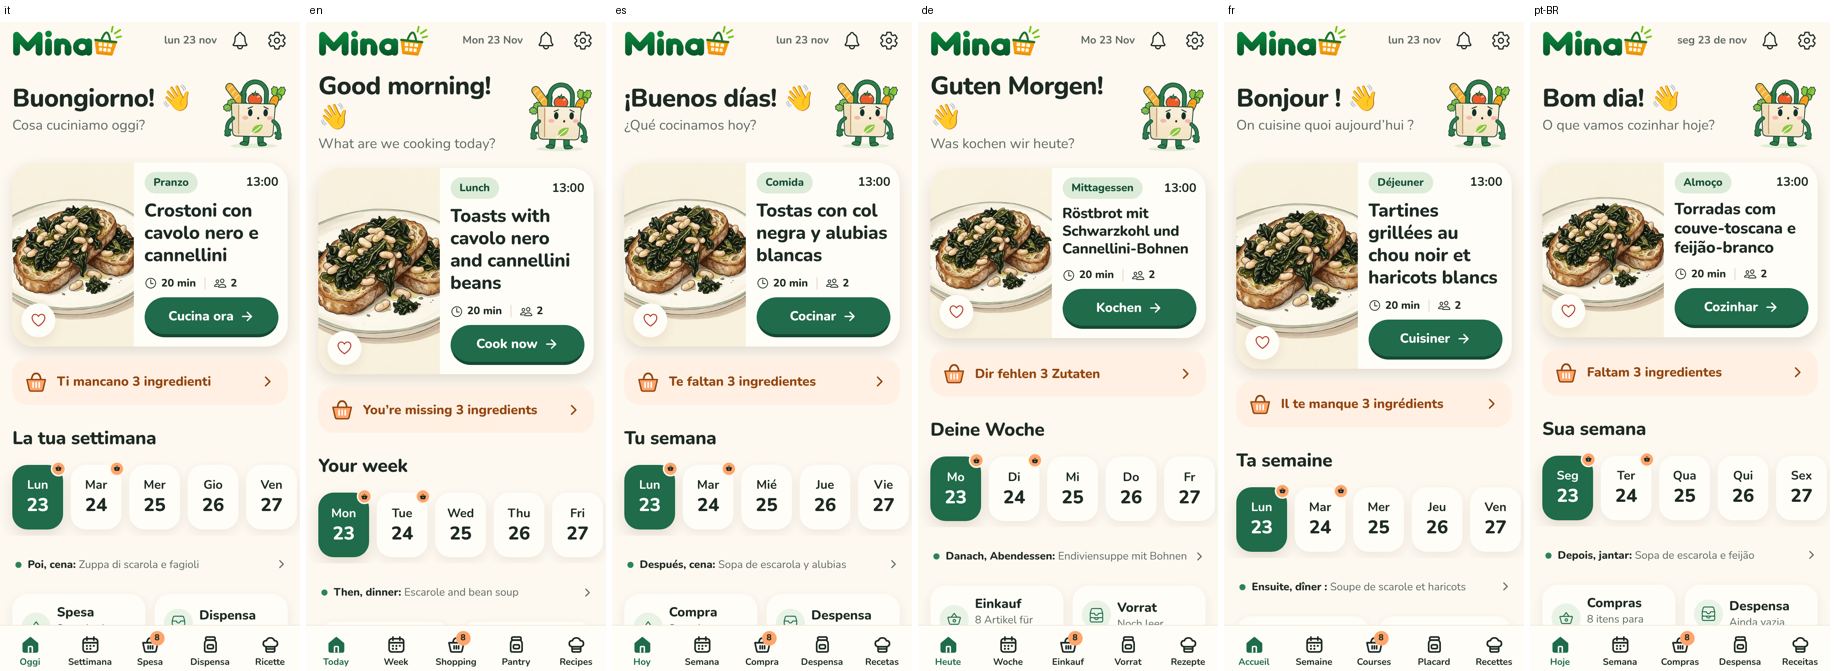 it
Mina
lun 23 nov
Buongiorno! 👋
Cosa cuciniamo oggi?
Pranzo
13:00
Crostoni con
cavolo nero e
cannellini
20 min
2
Cucina ora →
Ti mancano 3 ingredienti
La tua settimana
Lun
23
Mar
24
Mer
25
Gio
26
Ven
27
Poi, cena: Zuppa di scarola e fagioli
Spesa
Dispensa
Oggi
Settimana
8
Spesa
Dispensa
Ricette
en
Mina
Mon 23 Nov
Good morning!
👋
What are we cooking today?
Lunch
13:00
Toasts with
cavolo nero
and cannellini
beans
20 min
2
Cook now →
You're missing 3 ingredients
Your week
Mon
23
Tue
24
Wed
25
Thu
26
Fri
27
Then, dinner: Escarole and bean soup
Today
Week
8
Shopping
Pantry
Recipes
es
Mina
lun 23 nov
¡Buenos días! 👋
¿Qué cocinamos hoy?
Comida
13:00
Tostas con col
negra y alubias
blancas
20 min
2
Cocinar →
Te faltan 3 ingredientes
Tu semana
Lun
23
Mar
24
Mié
25
Jue
26
Vie
27
Después, cena: Sopa de escarola y alubias
Compra
Despensa
Hoy
Semana
8
Compra
Despensa
Recetas
de
Mina
Mo 23 Nov
Guten Morgen!
👋
Was kochen wir heute?
Mittagessen
13:00
Röstbrot mit
Schwarzkohl und
Cannellini-Bohnen
20 min
2
Kochen →
Dir fehlen 3 Zutaten
Deine Woche
Mo
23
Di
24
Mi
25
Do
26
Fr
27
Danach, Abendessen: Endiviensuppe mit Bohnen
Einkauf
8 Artikel für
Vorrat
Noch leer
Heute
Woche
8
Einkauf
Vorrat
Rezepte
fr
Mina
lun 23 nov
Bonjour ! 👋
On cuisine quoi aujourd'hui ?
Déjeuner
13:00
Tartines
grillées au
chou noir et
haricots blancs
20 min
2
Cuisiner →
Il te manque 3 ingrédients
Ta semaine
Lun
23
Mar
24
Mer
25
Jeu
26
Ven
27
Ensuite, dîner : Soupe de scarole et haricots
Accueil
Semaine
8
Courses
Placard
Recettes
pt-BR
Mina
seg 23 de nov
Bom dia! 👋
O que vamos cozinhar hoje?
Almoço
13:00
Torradas com
couve-toscana e
feijão-branco
20 min
2
Cozinhar →
Faltam 3 ingredientes
Sua semana
Seg
23
Ter
24
Qua
25
Qui
26
Sex
27
Depois, jantar: Sopa de escarola e feijão
Compras
8 itens para
Despensa
Ainda vazia
Hoje
Semana
8
Compras
Despensa
Receitas